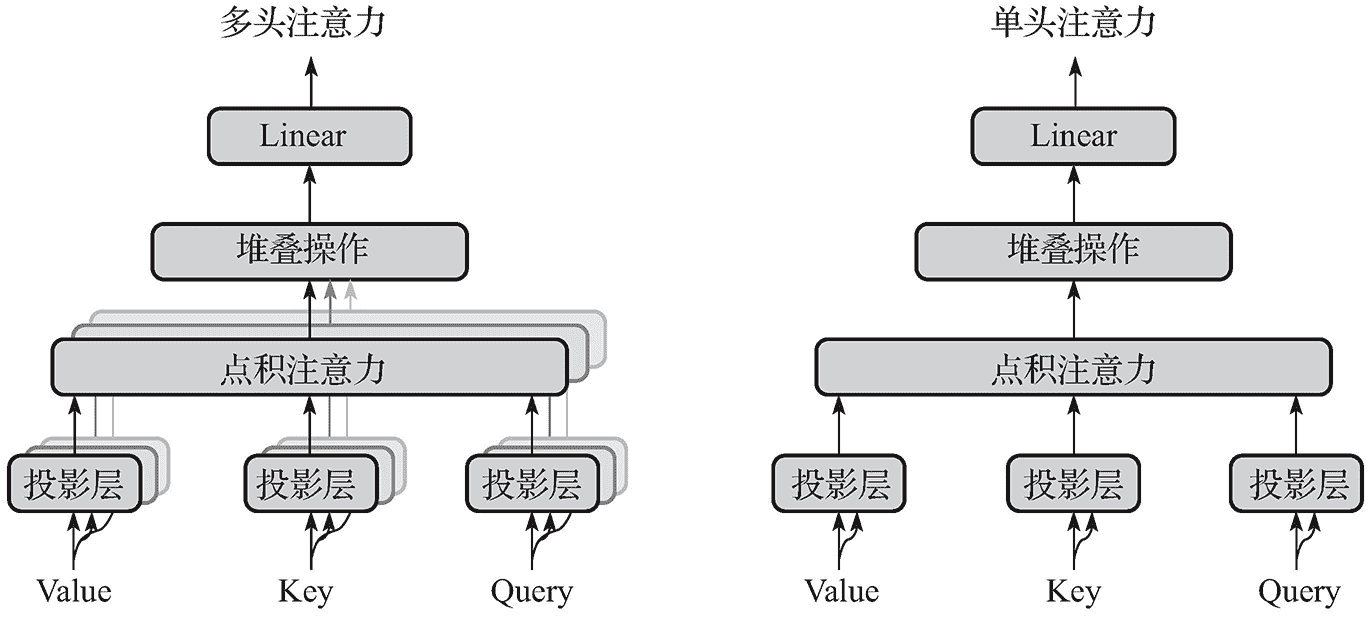 多头注意力
Linear
堆叠操作
点积注意力
投影层
投影层
投影层
Value
Key
Query
单头注意力
Linear
堆叠操作
点积注意力
投影层
投影层
投影层
Value
Key
Query